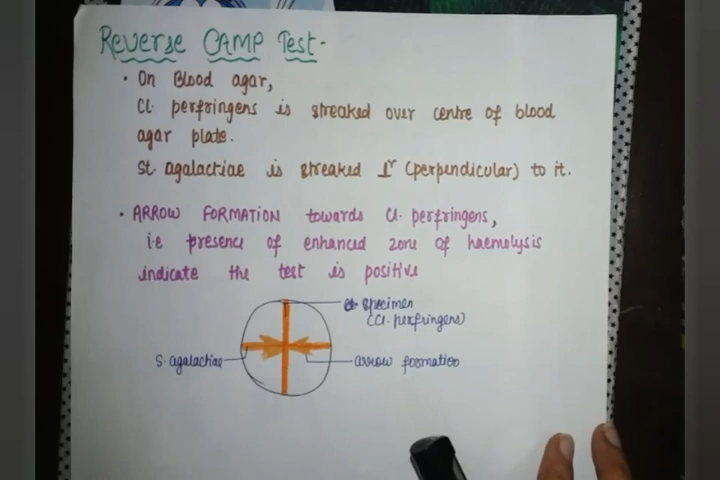 Reverse CAMP Test-
• On Blood agar,
Cl. perfringens is streaked over centre of blood
agar plate.
St. agalactiae is streaked ⊥r (perpendicular) to it.
• ARROW FORMATION towards Cl. perfringens,
i.e presence of enhanced zone of haemolysis
indicate the test is positive
specimen
(Cl. perfringens)
S. agalactiae
arrow formation